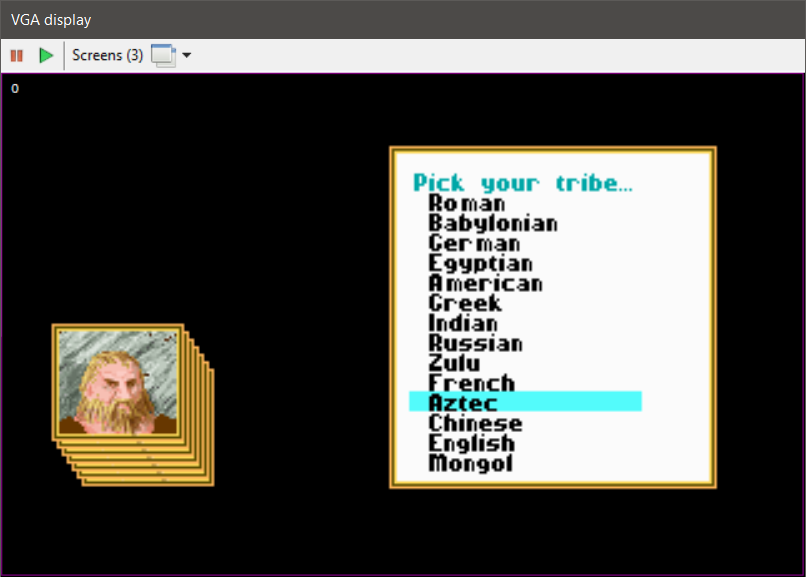 VGA display
Screens (3)
0
Pick your tribe...
Roman
Babylonian
German
Egyptian
American
Greek
Indian
Russian
Zulu
French
Aztec
Chinese
English
Mongol